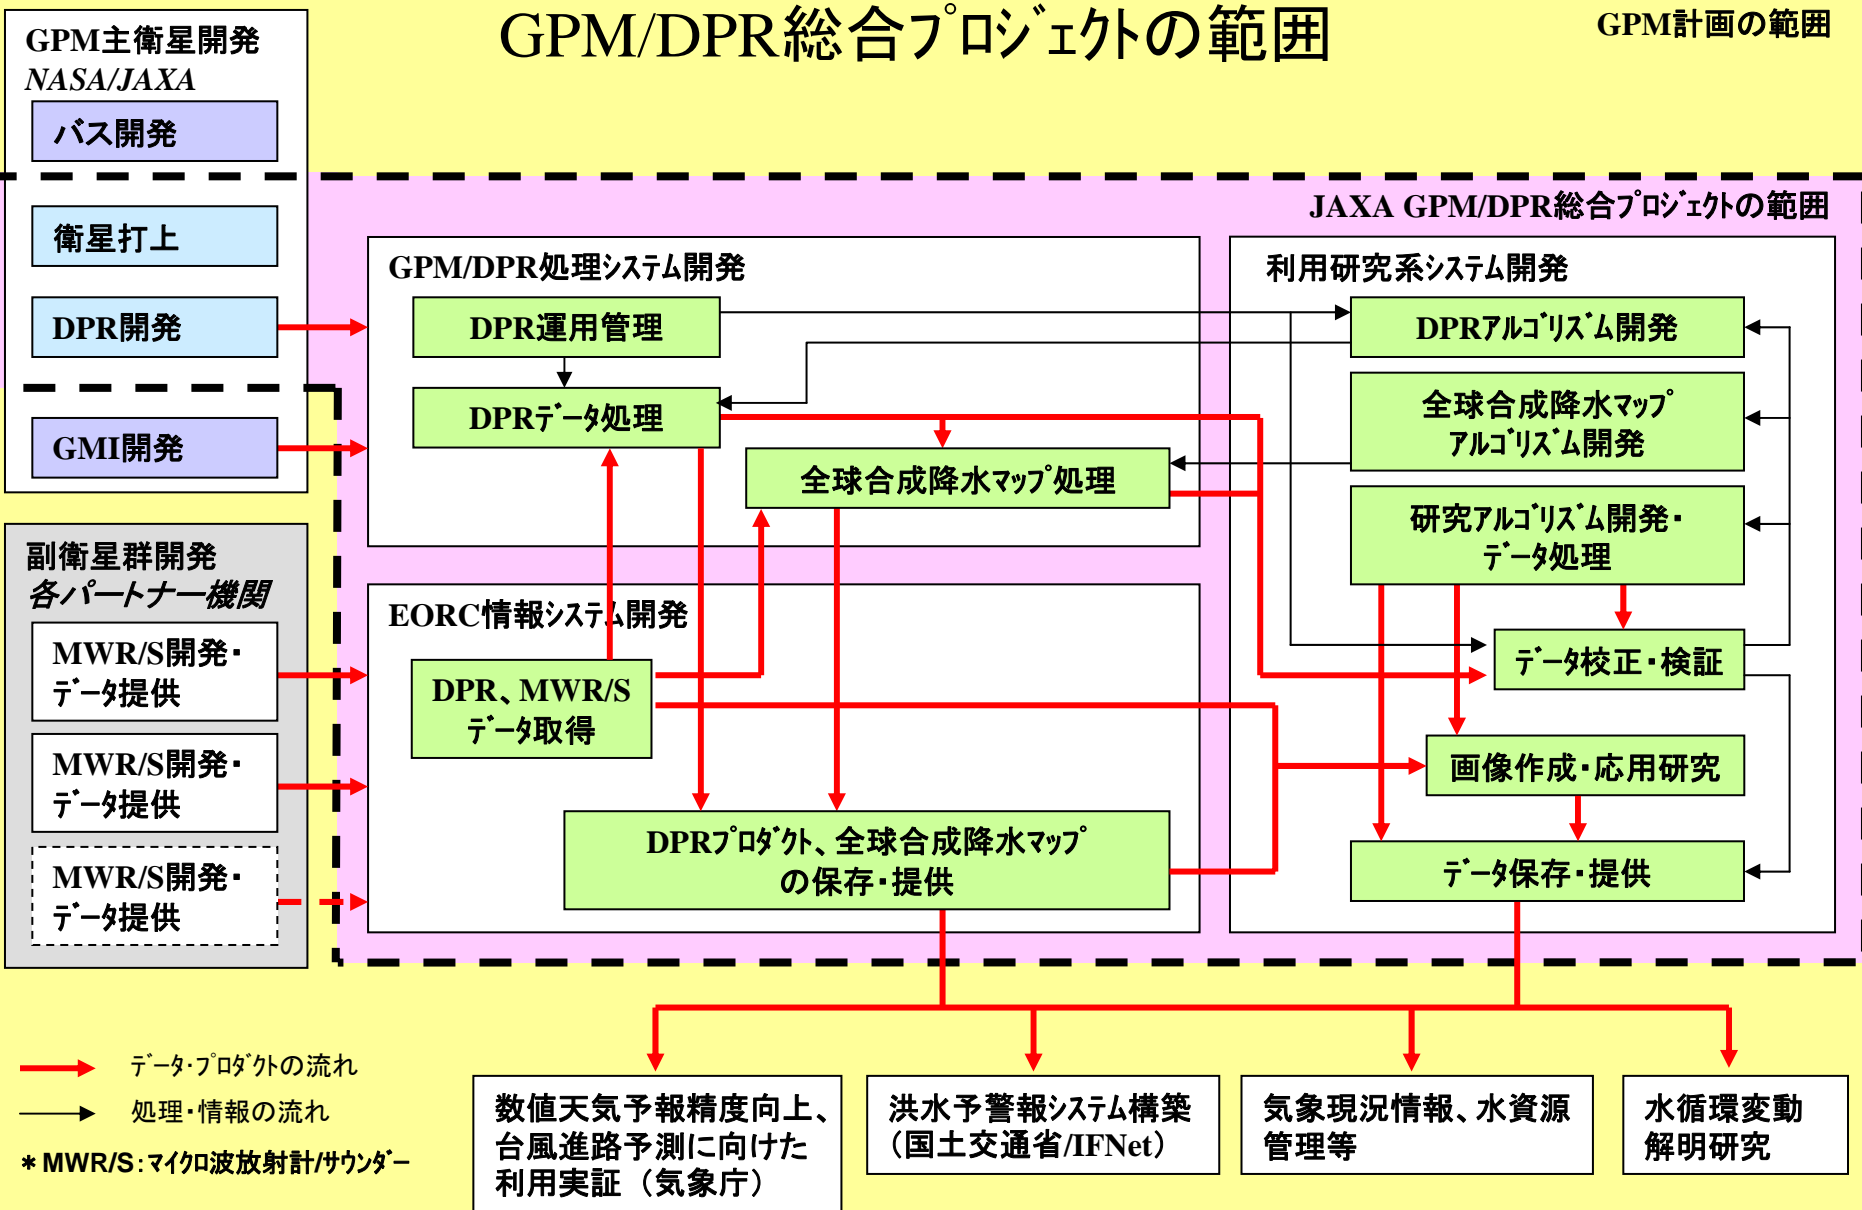 GPM/DPR総合ﾌﾟﾛｼﾞｪｸﾄの範囲
GPM計画の範囲
GPM主衛星開発
NASA/JAXA
バス開発
衛星打上
DPR開発
GMI開発
副衛星群開発
各パートナー機関
MWR/S開発・
ﾃﾞｰﾀ提供
MWR/S開発・
ﾃﾞｰﾀ提供
MWR/S開発・
ﾃﾞｰﾀ提供
JAXA GPM/DPR総合ﾌﾟﾛｼﾞｪｸﾄの範囲
GPM/DPR処理ｼｽﾃﾑ開発
DPR運用管理
DPRﾃﾞｰﾀ処理
全球合成降水ﾏｯﾌﾟ処理
EORC情報ｼｽﾃﾑ開発
DPR、MWR/S
ﾃﾞｰﾀ取得
DPRﾌﾟﾛﾀﾞｸﾄ、全球合成降水ﾏｯﾌﾟ
の保存・提供
利用研究系ｼｽﾃﾑ開発
DPRｱﾙｺﾞﾘｽﾞﾑ開発
全球合成降水ﾏｯﾌﾟ
ｱﾙｺﾞﾘｽﾞﾑ開発
研究ｱﾙｺﾞﾘｽﾞﾑ開発・
ﾃﾞｰﾀ処理
ﾃﾞｰﾀ校正・検証
画像作成・応用研究
ﾃﾞｰﾀ保存・提供
ﾃﾞｰﾀ・ﾌﾟﾛﾀﾞｸﾄの流れ
処理・情報の流れ
＊MWR/S：ﾏｲｸﾛ波放射計/ｻｳﾝﾀﾞｰ
数値天気予報精度向上、
台風進路予測に向けた
利用実証（気象庁）
洪水予警報ｼｽﾃﾑ構築
（国土交通省/IFNet）
気象現況情報、水資源
管理等
水循環変動
解明研究